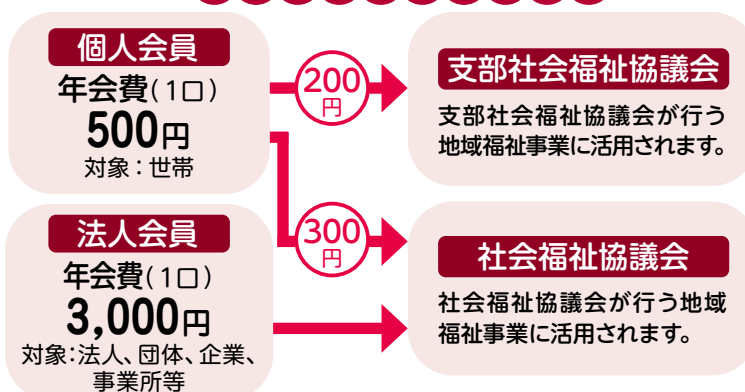 個人会員
年会費(1口)
500円
対象：世帯
200
円
支部社会福祉協議会
支部社会福祉協議会が行う
地域福祉事業に活用されます。
法人会員
年会費(1口)
3,000円
対象:法人、団体、企業、
事業所等
300
円
社会福祉協議会
社会福祉協議会が行う地域
福祉事業に活用されます。